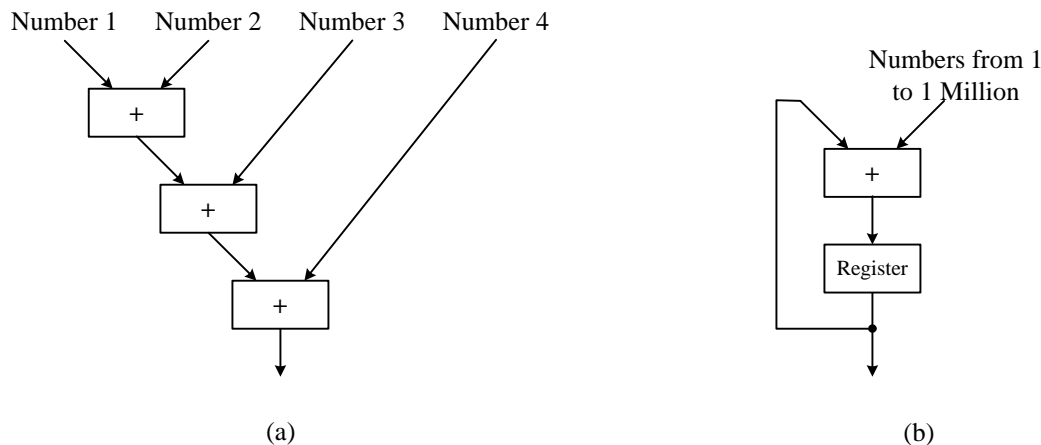 Number 1 Number 2 Number 3 Number 4
+
+
+
(a)
Numbers from 1
to 1 Million
+
Register
(b)